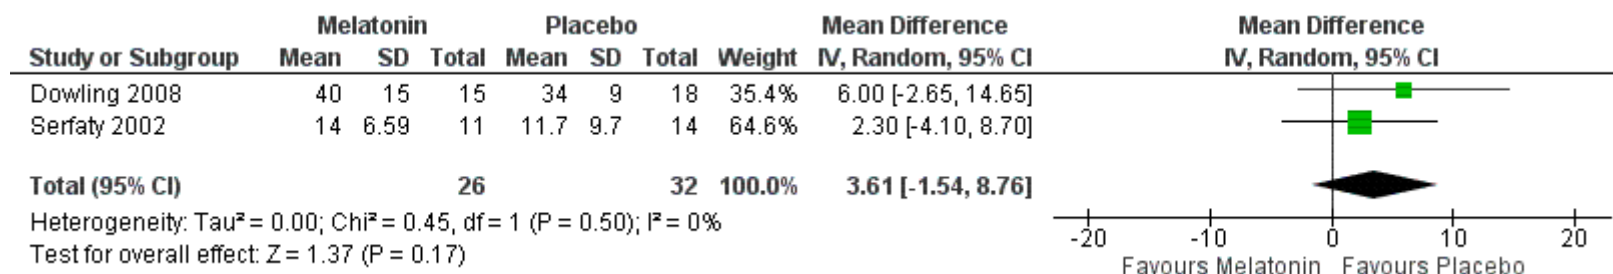 Melatonin Placebo Mean Difference Mean Difference
Study or Subgroup Mean SD Total Mean SD Total Weight IV, Random, 95% CI IV, Random, 95% CI
Dowling 2008 40 15 15 34 9 18 35.4% 6.00 [-2.65, 14.65]
Serfaty 2002 14 6.59 11 11.7 9.7 14 64.6% 2.30 [-4.10, 8.70]
Total (95% CI) 26 32 100.0% 3.61 [-1.54, 8.76]
Heterogeneity: Tau² = 0.00; Chi² = 0.45, df = 1 (P = 0.50); I² = 0%
Test for overall effect: Z = 1.37 (P = 0.17)
-20 -10 0 10 20
Favours Melatonin Favours Placebo